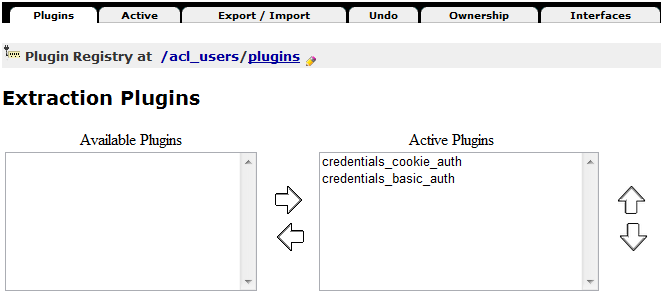 Plugins Active Export / Import Undo Ownership Interfaces
Plugin Registry at /acl_users/plugins
Extraction Plugins
Available Plugins Active Plugins
credentials_cookie_auth
credentials_basic_auth